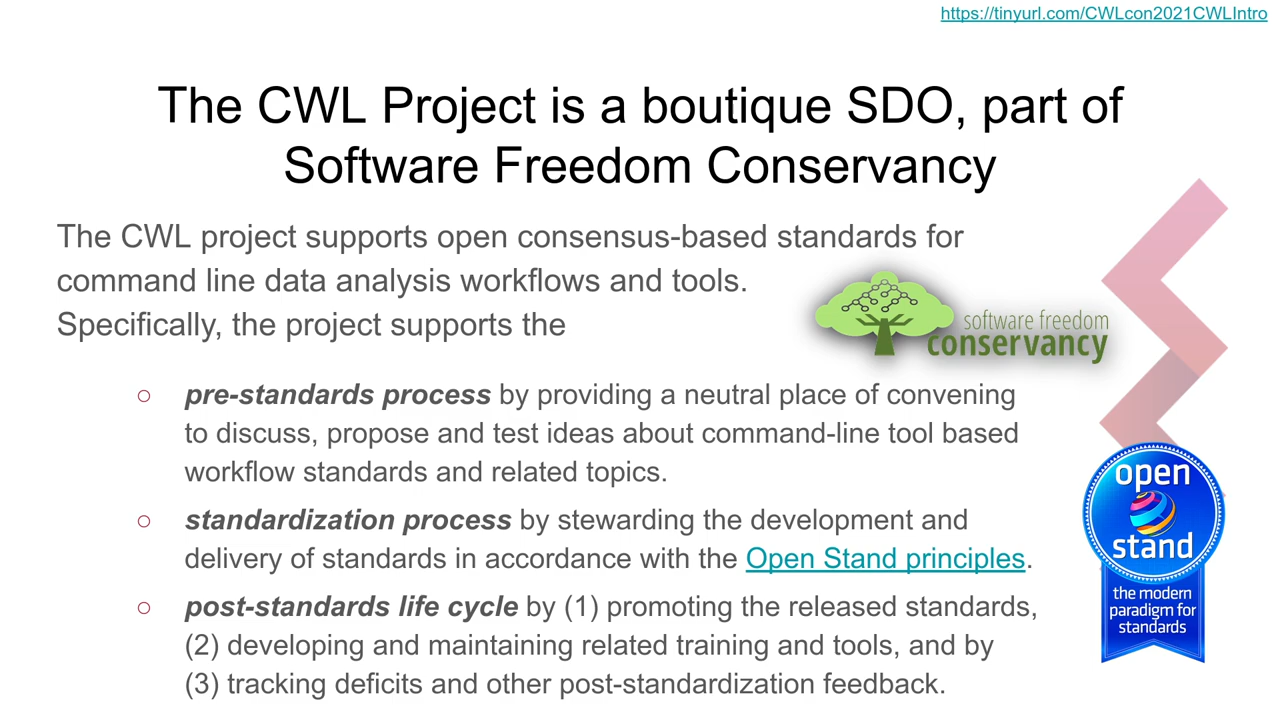 https://tinyurl.com/CWLcon2021CWLIntro
The CWL Project is a boutique SDO, part of
Software Freedom Conservancy
The CWL project supports open consensus-based standards for
command line data analysis workflows and tools.
Specifically, the project supports the
software freedom
conservancy
○ pre-standards process by providing a neutral place of convening
to discuss, propose and test ideas about command-line tool based
workflow standards and related topics.
○ standardization process by stewarding the development and
delivery of standards in accordance with the Open Stand principles.
○ post-standards life cycle by (1) promoting the released standards,
(2) developing and maintaining related training and tools, and by
(3) tracking deficits and other post-standardization feedback.
open
stand
the modern
paradigm for
standards